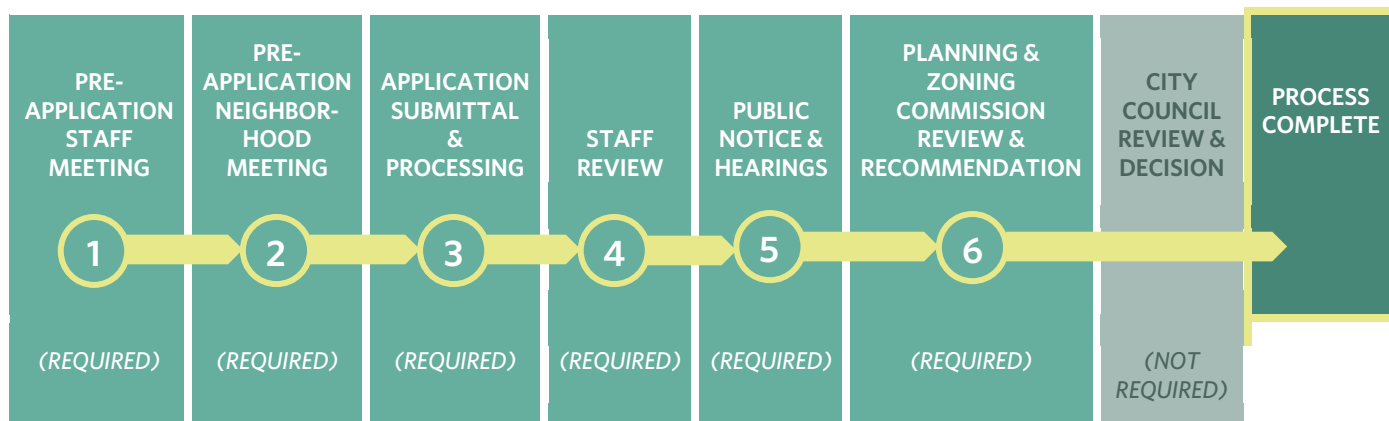 PRE-
APPLICATION
STAFF
MEETING
1
(REQUIRED)
PRE-
APPLICATION
NEIGHBOR-
HOOD
MEETING
2
(REQUIRED)
APPLICATION
SUBMITTAL
&
PROCESSING
3
(REQUIRED)
STAFF
REVIEW
4
(REQUIRED)
PUBLIC
NOTICE &
HEARINGS
5
(REQUIRED)
PLANNING &
ZONING
COMMISSION
REVIEW &
RECOMMENDATION
6
(REQUIRED)
CITY
COUNCIL
REVIEW &
DECISION
(NOT
REQUIRED)
PROCESS
COMPLETE